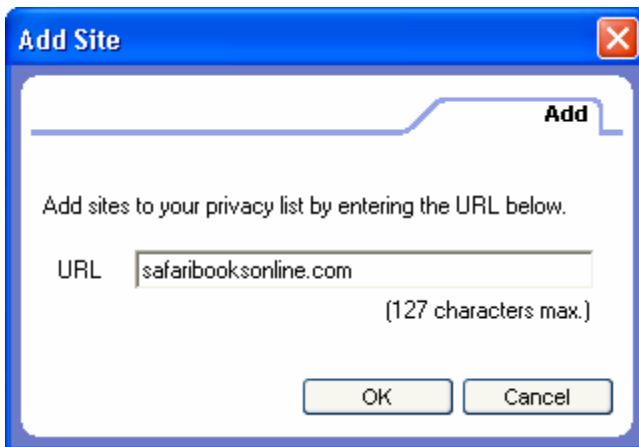 Add Site
Add
Add sites to your privacy list by entering the URL below.
URL safaribooksonline.com
(127 characters max.)
OK Cancel